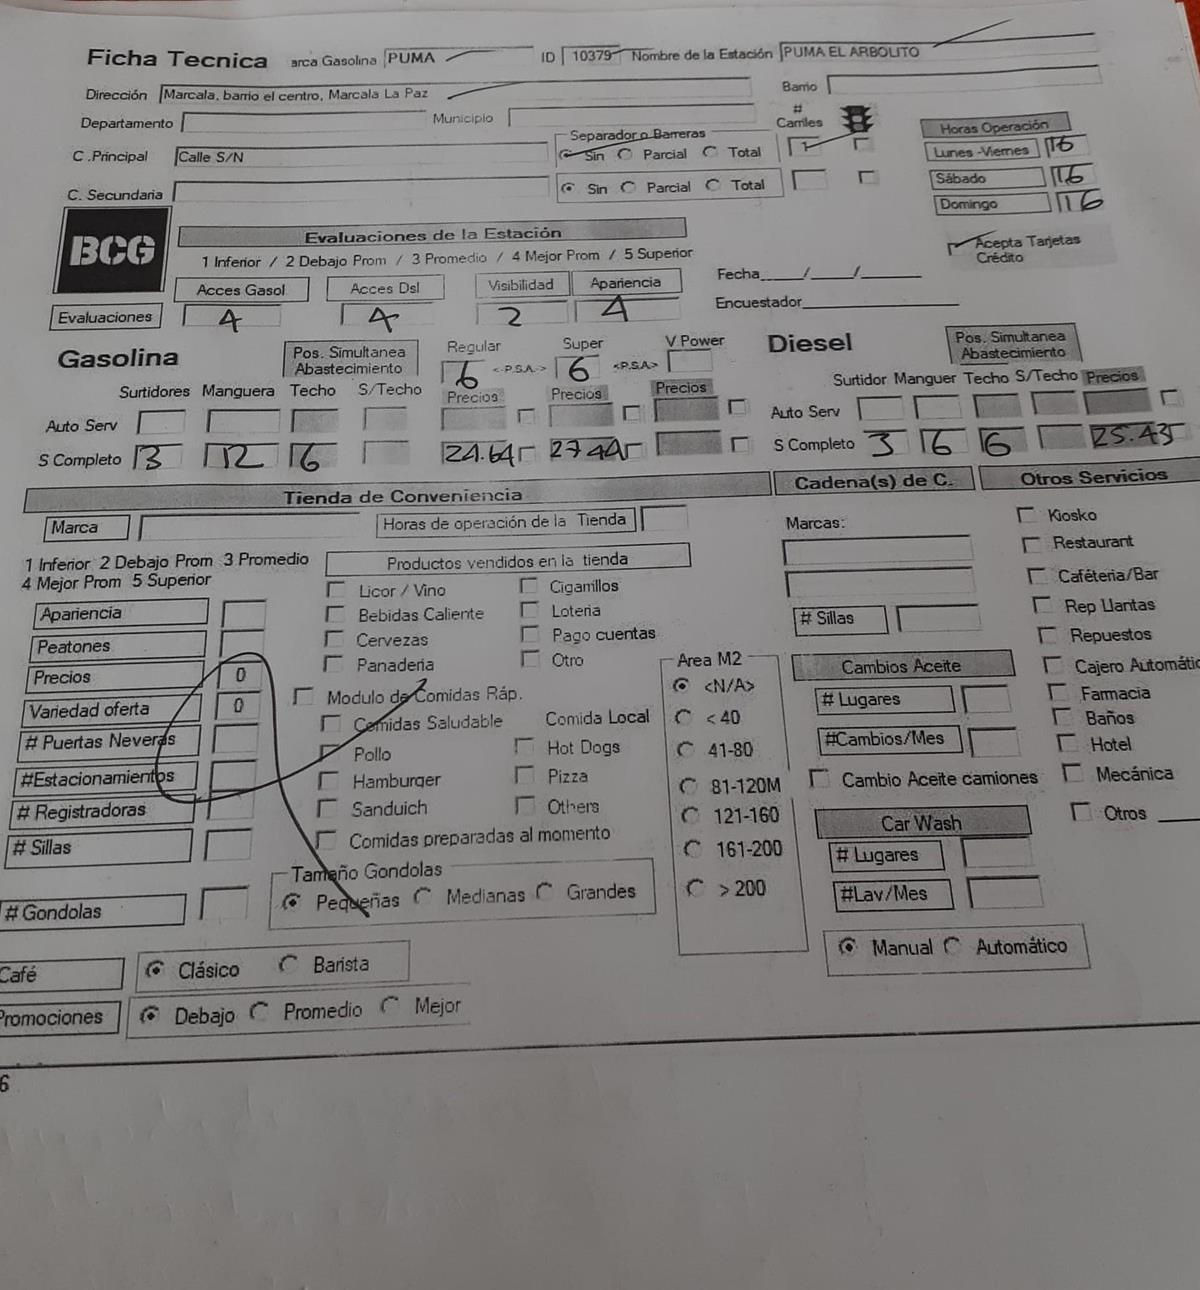 Ficha Tecnica arca Gasolina PUMA ID 10379 Nombre de la Estación PUMA EL ARBOLITO
Dirección Marcala, barrio el centro, Marcala La Paz Barrio
Departamento Municipio # Carriles
Separador o Barreras Horas Operación
C .Principal Calle S/N Sin Parcial Total 1 Lunes -Viernes 16
C. Secundaria Sin Parcial Total Sábado 16
Domingo 16
BCG
Evaluaciones de la Estación
Acepta Tarjetas Crédito
1 Inferior / 2 Debajo Prom / 3 Promedio / 4 Mejor Prom / 5 Superior
Fecha____/____/______
Acces Gasol Acces Dsl Visibilidad Apariencia
Encuestador
Evaluaciones 4 4 2 4
Gasolina Pos. Simultanea Abastecimiento Regular Super V Power Diesel Pos. Simultanea Abastecimiento
6 <-P.S.A.-> 6 <P.S.A>
Surtidores Manguera Techo S/Techo Precios Precios Precios Surtidor Manguer Techo S/Techo Precios
Auto Serv Auto Serv
S Completo 3 12 6 24.64 27.44 S Completo 3 6 6 25.43
Tienda de Conveniencia Cadena(s) de C. Otros Servicios
Marca Horas de operación de la Tienda Marcas: Kiosko
Restaurant
1 Inferior 2 Debajo Prom 3 Promedio
4 Mejor Prom 5 Superior
Productos vendidos en la tienda
Caféteria/Bar
Licor / Vino Cigarrillos
Apariencia Bebidas Caliente Loteria # Sillas Rep Llantas
Peatones Cervezas Pago cuentas Repuestos
Precios 0 Panaderia Otro Area M2 Cambios Aceite Cajero Automátic
Variedad oferta 0 Modulo de Comidas Ráp. <N/A> # Lugares Farmacia
Comidas Saludable Comida Local < 40 Baños
# Puertas Neveras Pollo Hot Dogs 41-80 #Cambios/Mes Hotel
#Estacionamientos Hamburger Pizza 81-120M Cambio Aceite camiones Mecánica
# Registradoras Sanduich Others 121-160 Car Wash Otros
# Sillas Comidas preparadas al momento 161-200 # Lugares
Tamaño Gondolas > 200 #Lav/Mes
# Gondolas Pequeñas Medianas Grandes
Manual Automático
Café Clásico Barista
Promociones Debajo Promedio Mejor
6